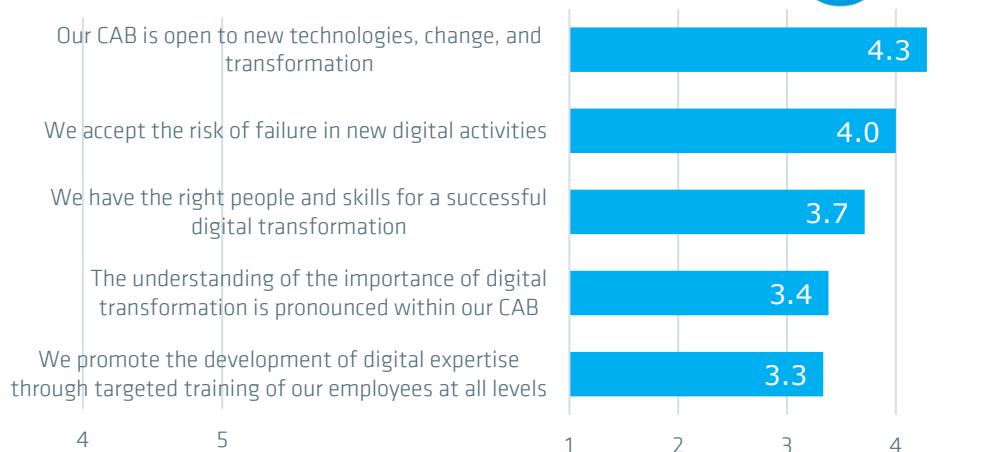 Our CAB is open to new technologies, change, and
transformation
4.3
We accept the risk of failure in new digital activities
4.0
We have the right people and skills for a successful
digital transformation
3.7
The understanding of the importance of digital
transformation is pronounced within our CAB
3.4
We promote the development of digital expertise
through targeted training of our employees at all levels
3.3
4 5 1 2 3 4